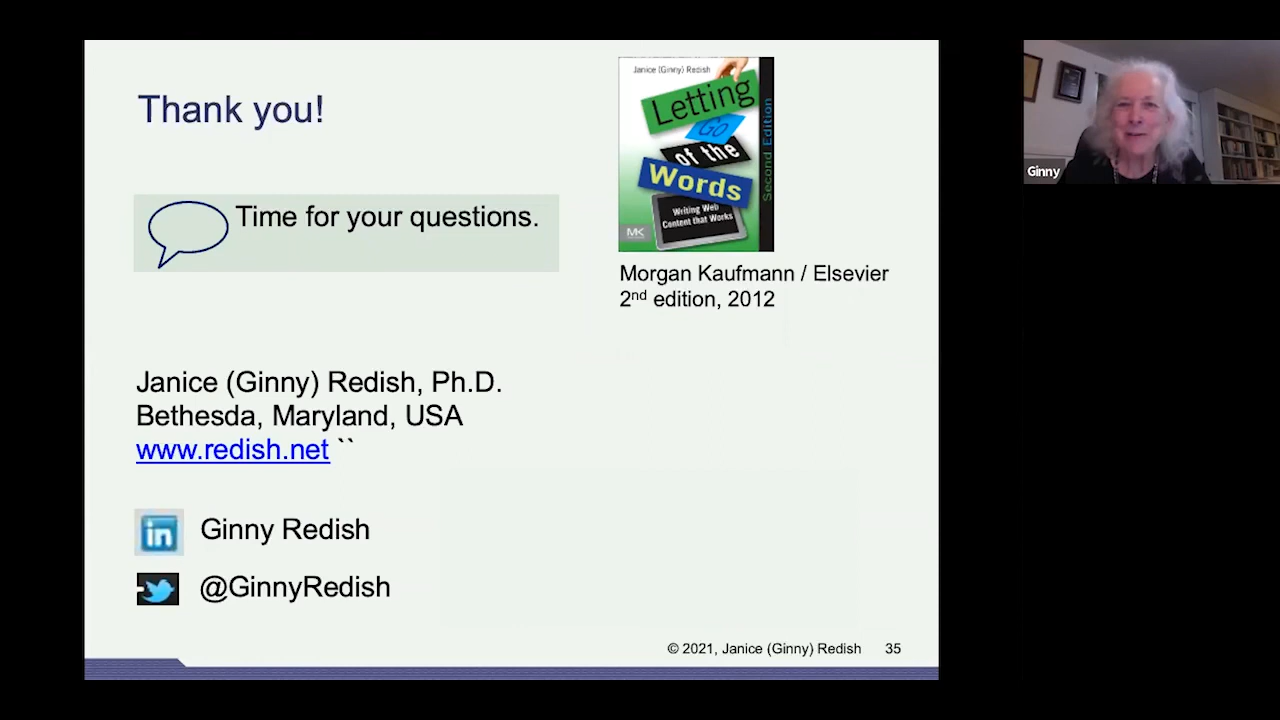 Thank you!
Time for your questions.
Janice (Ginny) Redish
Letting
Go
of the
Words
Second Edition
Writing Web
Content that Works
MK
Morgan Kaufmann / Elsevier
2nd edition, 2012
Janice (Ginny) Redish, Ph.D.
Bethesda, Maryland, USA
www.redish.net ``
in Ginny Redish
@GinnyRedish
© 2021, Janice (Ginny) Redish 35
Ginny